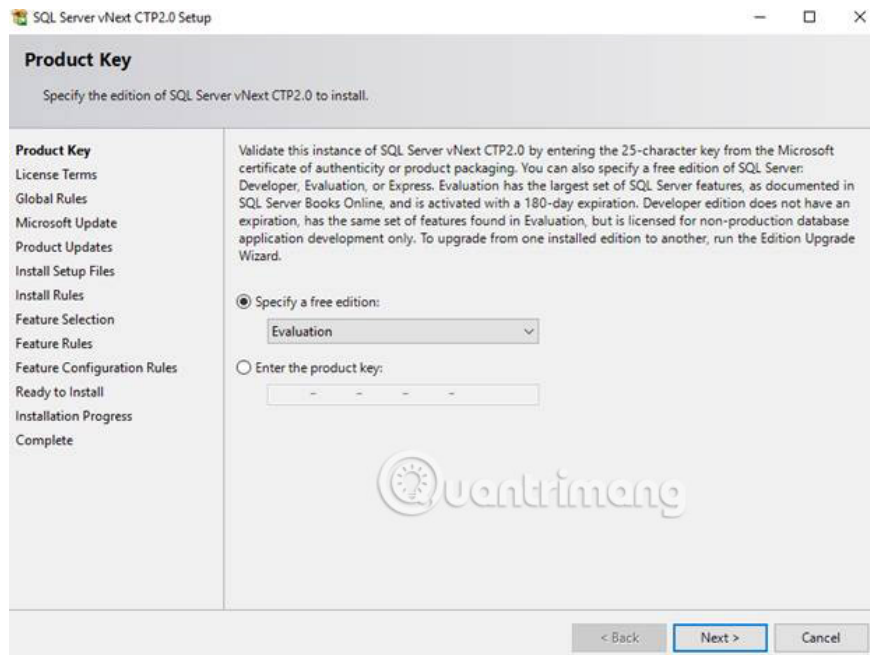 SQL Server vNext CTP2.0 Setup
Product Key
Specify the edition of SQL Server vNext CTP2.0 to install.
Product Key
License Terms
Global Rules
Microsoft Update
Product Updates
Install Setup Files
Install Rules
Feature Selection
Feature Rules
Feature Configuration Rules
Ready to Install
Installation Progress
Complete
Validate this instance of SQL Server vNext CTP2.0 by entering the 25-character key from the Microsoft
certificate of authenticity or product packaging. You can also specify a free edition of SQL Server:
Developer, Evaluation, or Express. Evaluation has the largest set of SQL Server features, as documented in
SQL Server Books Online, and is activated with a 180-day expiration. Developer edition does not have an
expiration, has the same set of features found in Evaluation, but is licensed for non-production database
application development only. To upgrade from one installed edition to another, run the Edition Upgrade
Wizard.
Specify a free edition:
Evaluation
Enter the product key:
- - - -
Quantrimang
< Back Next > Cancel